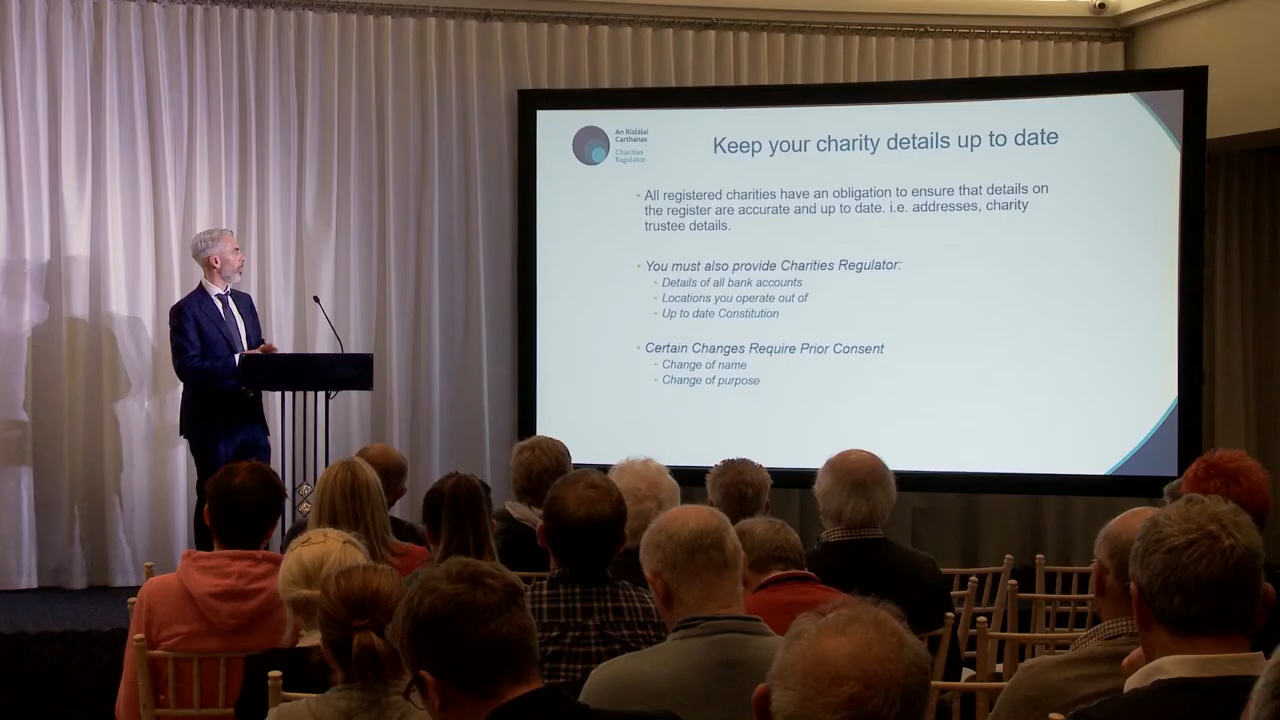 An Rialálaí
Carthanas
Charities
Regulator
Keep your charity details up to date
All registered charities have an obligation to ensure that details on
the register are accurate and up to date. i.e. addresses, charity
trustee details.
You must also provide Charities Regulator:
Details of all bank accounts
Locations you operate out of
Up to date Constitution
Certain Changes Require Prior Consent
Change of name
Change of purpose